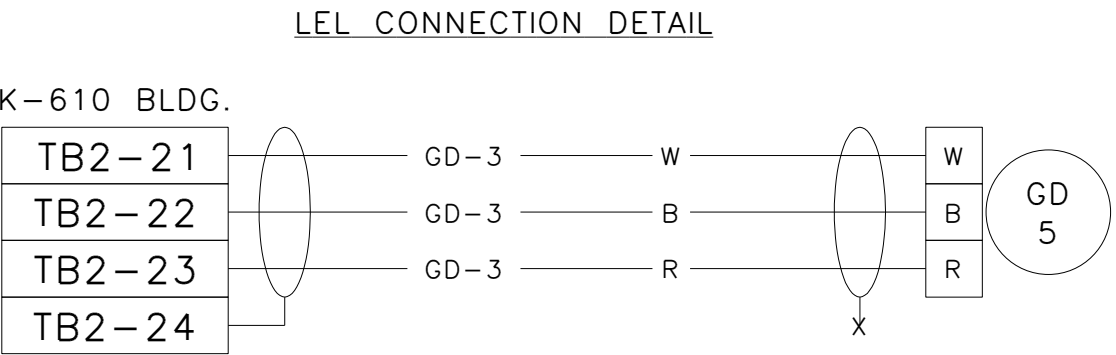 LEL CONNECTION DETAIL
K-610 BLDG.
TB2-21 GD-3 W W
TB2-22 GD-3 B B
TB2-23 GD-3 R R
TB2-24 X
GD
5